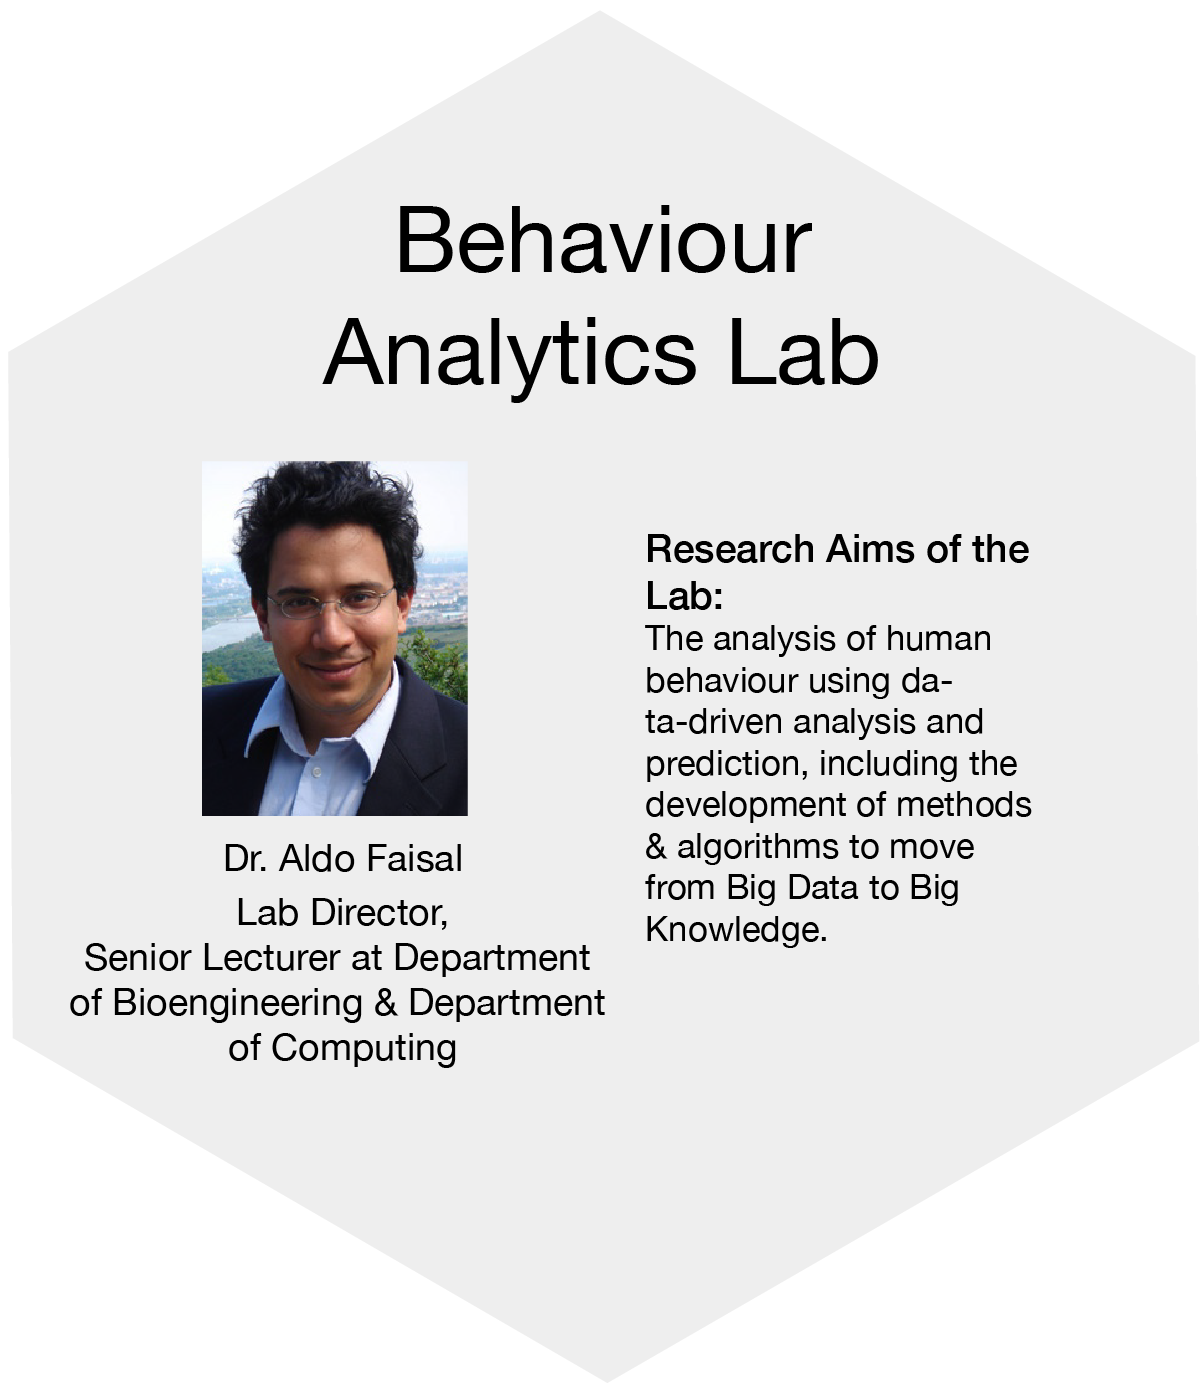 Behaviour
Analytics Lab
Dr. Aldo Faisal
Lab Director,
Senior Lecturer at Department
of Bioengineering & Department
of Computing
Research Aims of the
Lab:
The analysis of human
behaviour using da-
ta-driven analysis and
prediction, including the
development of methods
& algorithms to move
from Big Data to Big
Knowledge.